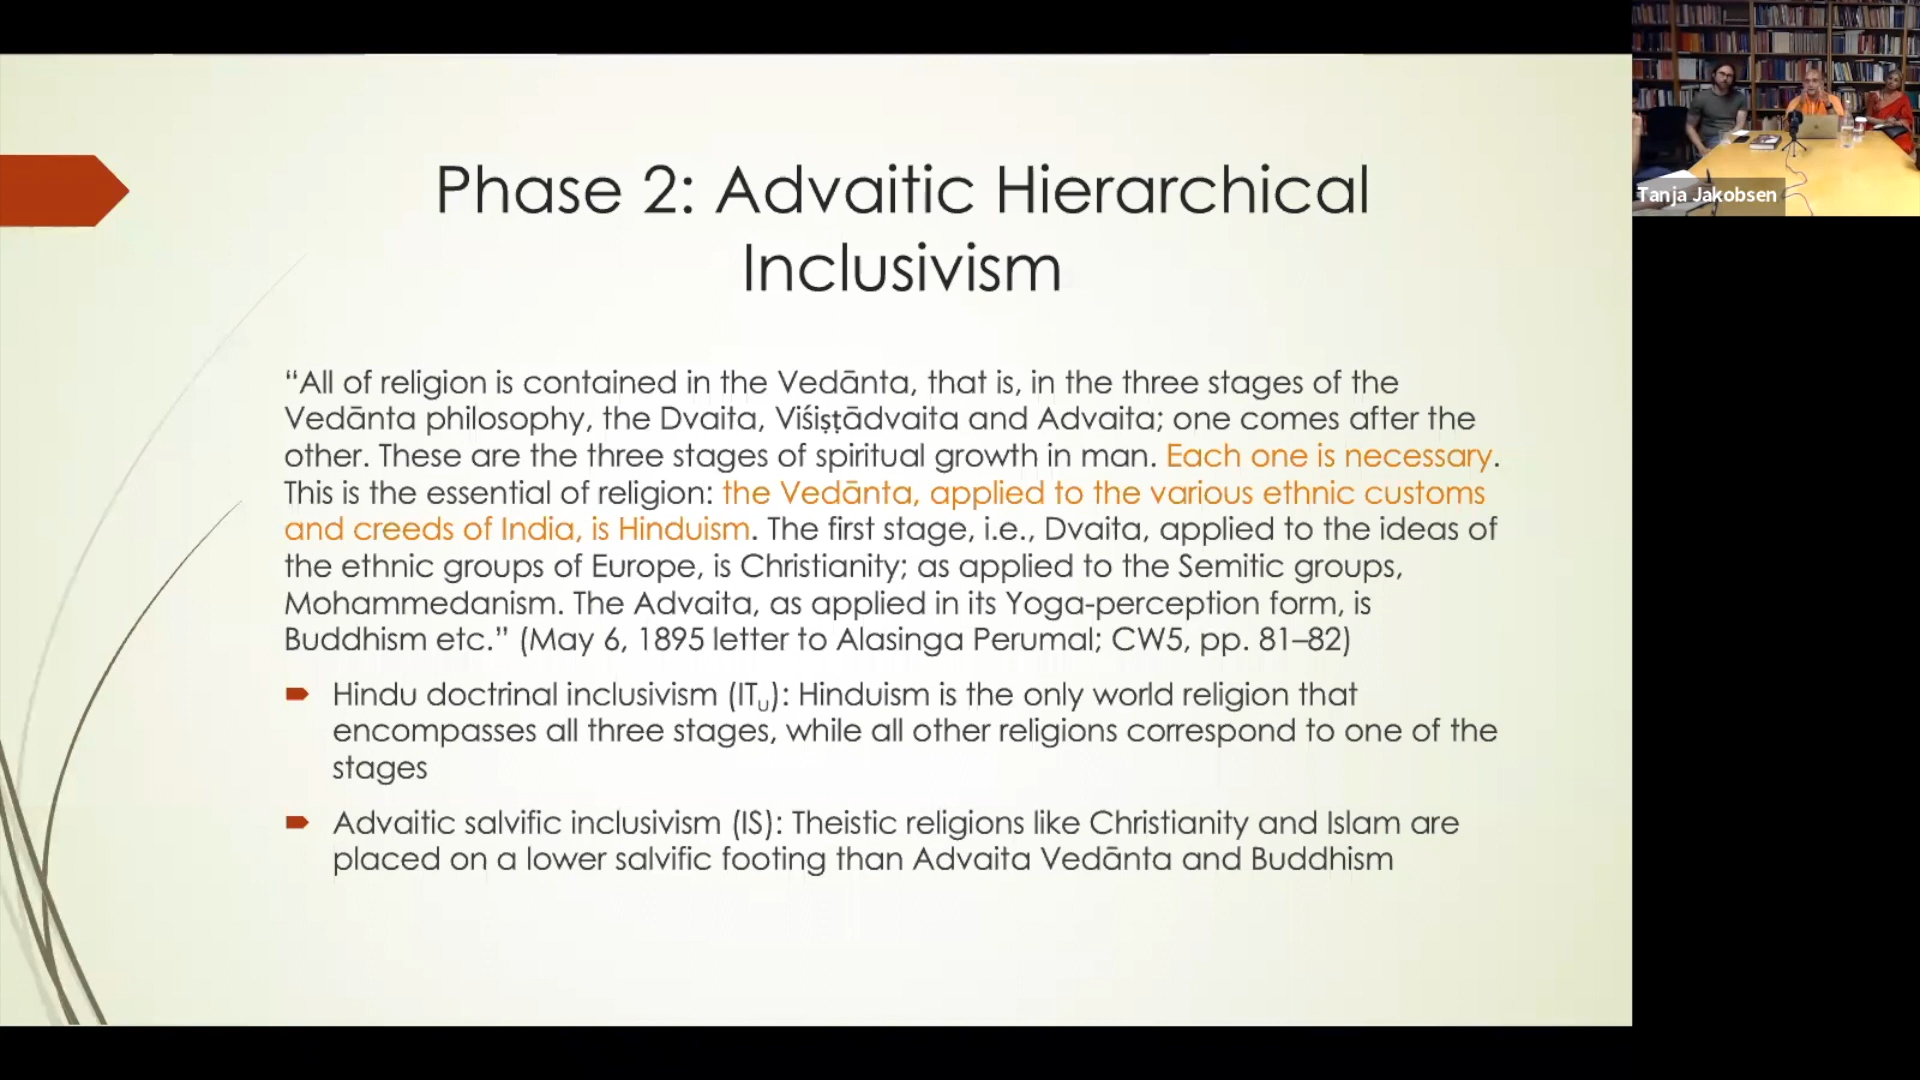 Phase 2: Advaitic Hierarchical
Inclusivism
“All of religion is contained in the Vedānta, that is, in the three stages of the
Vedānta philosophy, the Dvaita, Viśiṣṭādvaita and Advaita; one comes after the
other. These are the three stages of spiritual growth in man. Each one is necessary.
This is the essential of religion: the Vedānta, applied to the various ethnic customs
and creeds of India, is Hinduism. The first stage, i.e., Dvaita, applied to the ideas of
the ethnic groups of Europe, is Christianity; as applied to the Semitic groups,
Mohammedanism. The Advaita, as applied in its Yoga-perception form, is
Buddhism etc.” (May 6, 1895 letter to Alasinga Perumal; CW5, pp. 81–82)
Hindu doctrinal inclusivism (ITᵤ): Hinduism is the only world religion that
encompasses all three stages, while all other religions correspond to one of the
stages
Advaitic salvific inclusivism (IS): Theistic religions like Christianity and Islam are
placed on a lower salvific footing than Advaita Vedānta and Buddhism
Tanja Jakobsen